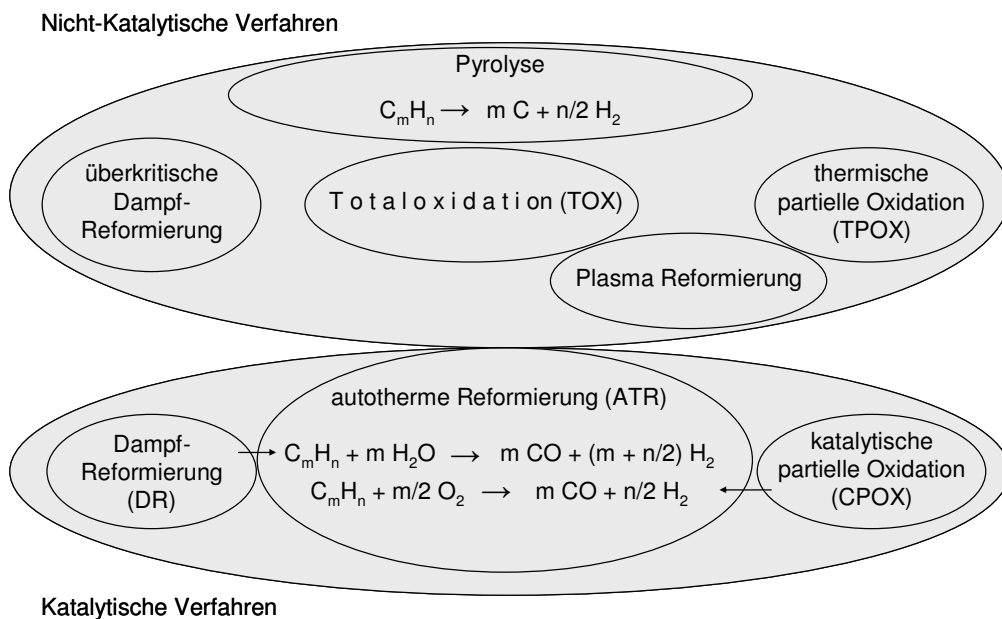 Nicht-Katalytische Verfahren
Pyrolyse
CₘHₙ → m C + n/2 H₂
überkritische
Dampf-
Reformierung
Totaloxidation (TOX)
thermische
partielle Oxidation
(TPOX)
Plasma Reformierung
autotherme Reformierung (ATR)
Dampf-
Reformierung
(DR)
CₘHₙ + m H₂O → m CO + (m + n/2) H₂
CₘHₙ + m/2 O₂ → m CO + n/2 H₂
katalytische
partielle Oxidation
(CPOX)
Katalytische Verfahren